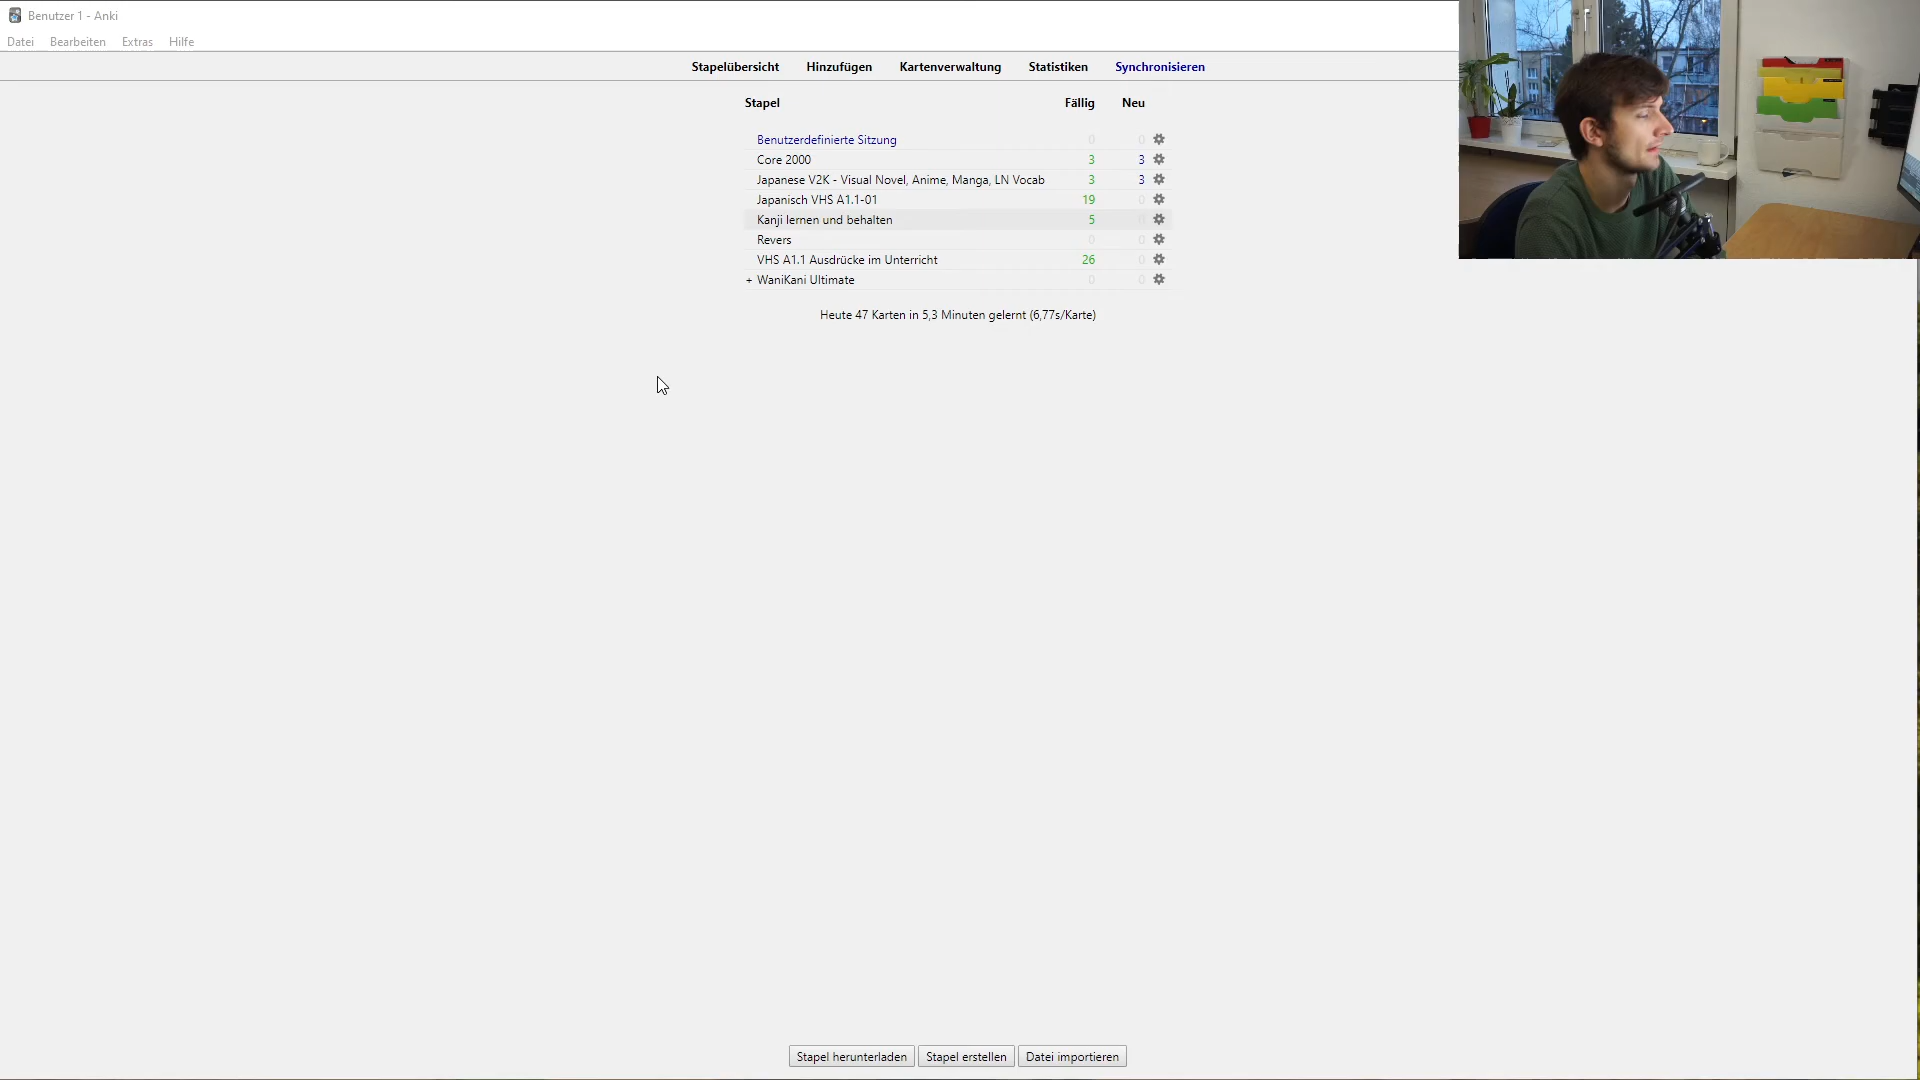 Benutzer 1 - Anki
Datei Bearbeiten Extras Hilfe
Stapelübersicht Hinzufügen Kartenverwaltung Statistiken Synchronisieren
Stapel Fällig Neu
Benutzerdefinierte Sitzung 0 0
Core 2000 3 3
Japanese V2K - Visual Novel, Anime, Manga, LN Vocab 3 3
Japanisch VHS A1.1-01 19 0
Kanji lernen und behalten 5 0
Revers 0 0
VHS A1.1 Ausdrücke im Unterricht 26 0
+ WaniKani Ultimate 0 0
Heute 47 Karten in 5,3 Minuten gelernt (6,77s/Karte)
Stapel herunterladen Stapel erstellen Datei importieren